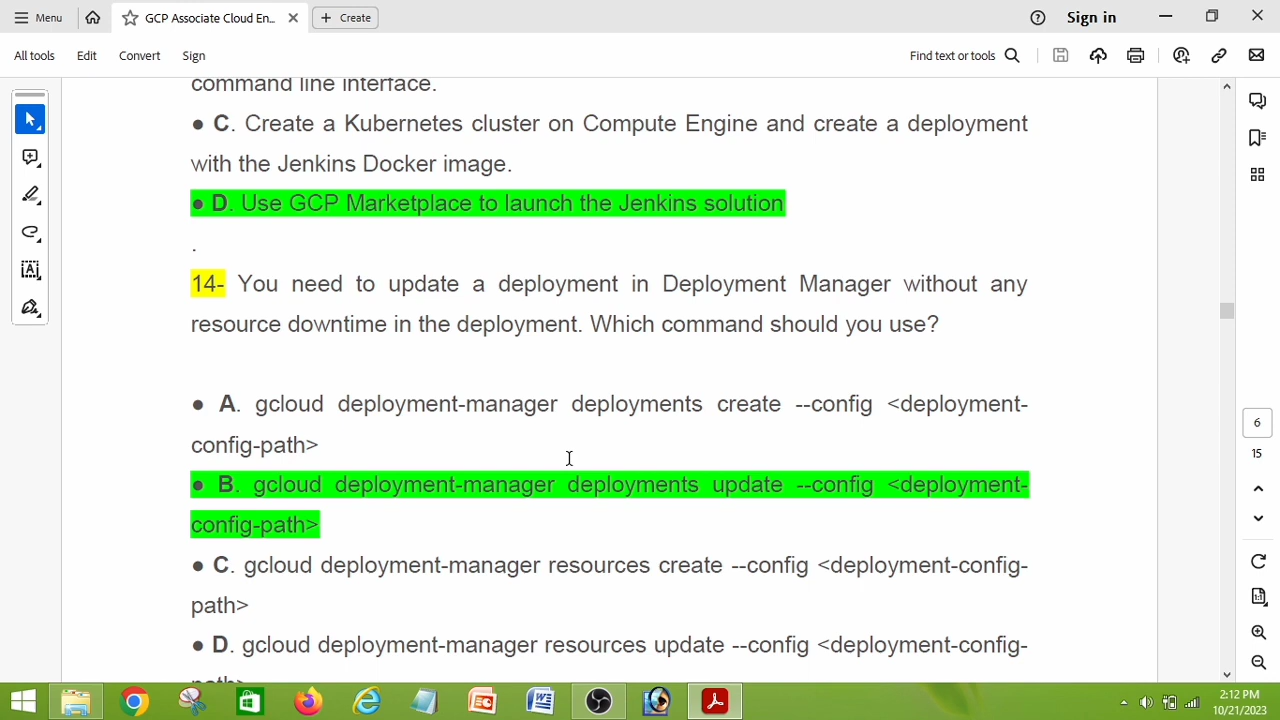 Menu
GCP Associate Cloud En...
Create
Sign in
All tools
Edit
Convert
Sign
Find text or tools
command line interface.
● C. Create a Kubernetes cluster on Compute Engine and create a deployment
with the Jenkins Docker image.
● D. Use GCP Marketplace to launch the Jenkins solution
.
14- You need to update a deployment in Deployment Manager without any
resource downtime in the deployment. Which command should you use?
● A. gcloud deployment-manager deployments create --config <deployment-
config-path>
● B. gcloud deployment-manager deployments update --config <deployment-
config-path>
● C. gcloud deployment-manager resources create --config <deployment-config-
path>
● D. gcloud deployment-manager resources update --config <deployment-config-
path>
6
15
2:12 PM
10/21/2023